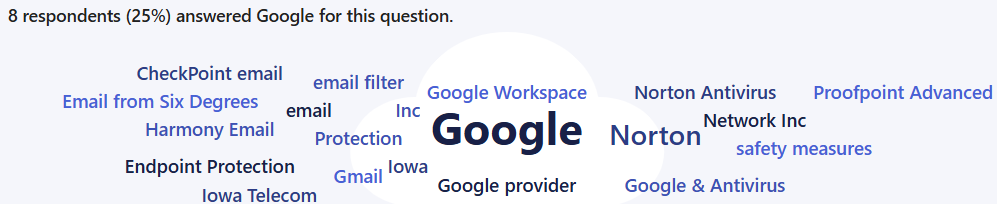 8 respondents (25%) answered Google for this question.
CheckPoint email
email filter
Email from Six Degrees
email
Inc
Google Workspace
Norton Antivirus
Proofpoint Advanced
Harmony Email
Protection
Google
Norton
Network Inc
safety measures
Endpoint Protection
Gmail
Iowa
Iowa Telecom
Google provider
Google & Antivirus